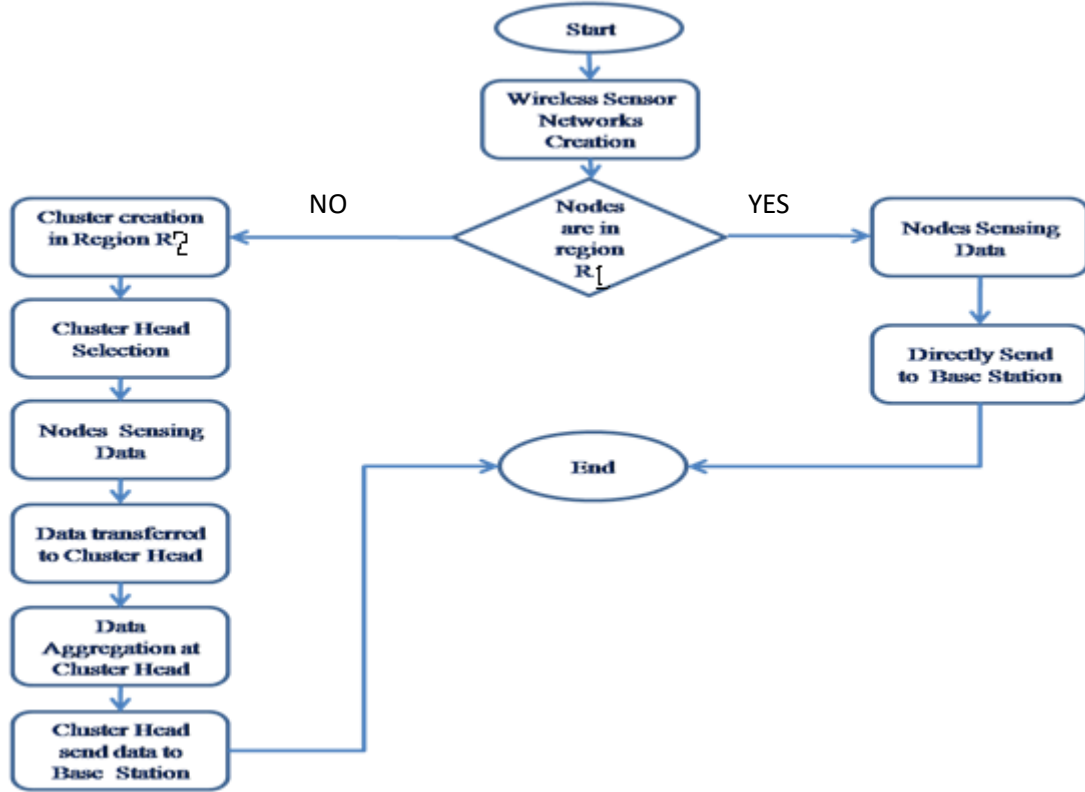 Start
Wireless Sensor
Networks
Creation
Nodes
are in
region
R1
NO
YES
Cluster creation
in Region R2
Cluster Head
Selection
Nodes Sensing
Data
Data transferred
to Cluster Head
Data
Aggregation at
Cluster Head
Cluster Head
send data to
Base Station
Nodes Sensing
Data
Directly Send
to Base Station
End